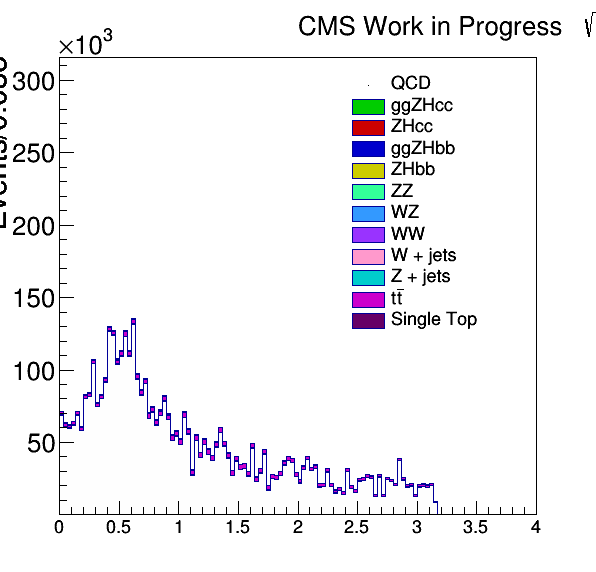 CMS Work in Progress √
×10³
Events/0.036
300
250
200
150
100
50
0 0.5 1 1.5 2 2.5 3 3.5 4
QCD
ggZHcc
ZHcc
ggZHbb
ZHbb
ZZ
WZ
WW
W + jets
Z + jets
tt̄
Single Top